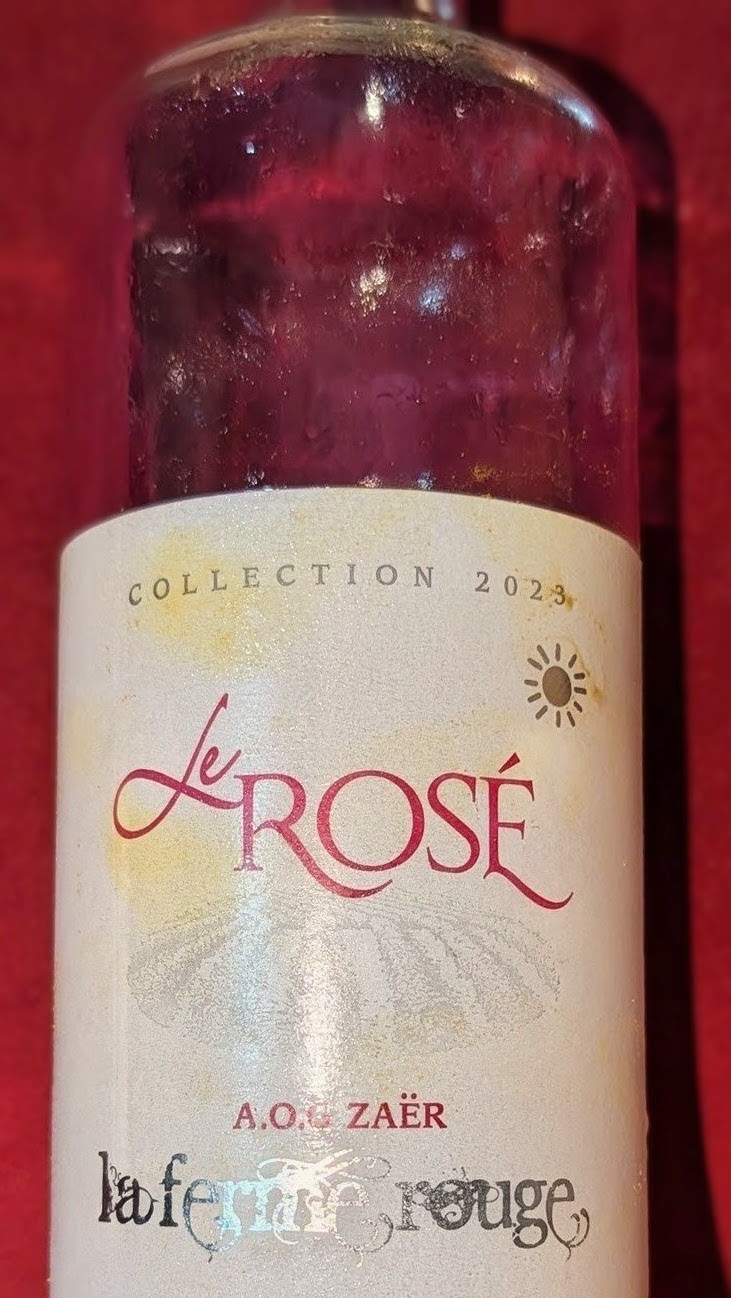 COLLECTION 2023
Le ROSÉ
A.O.G ZAËR
la ferme rouge